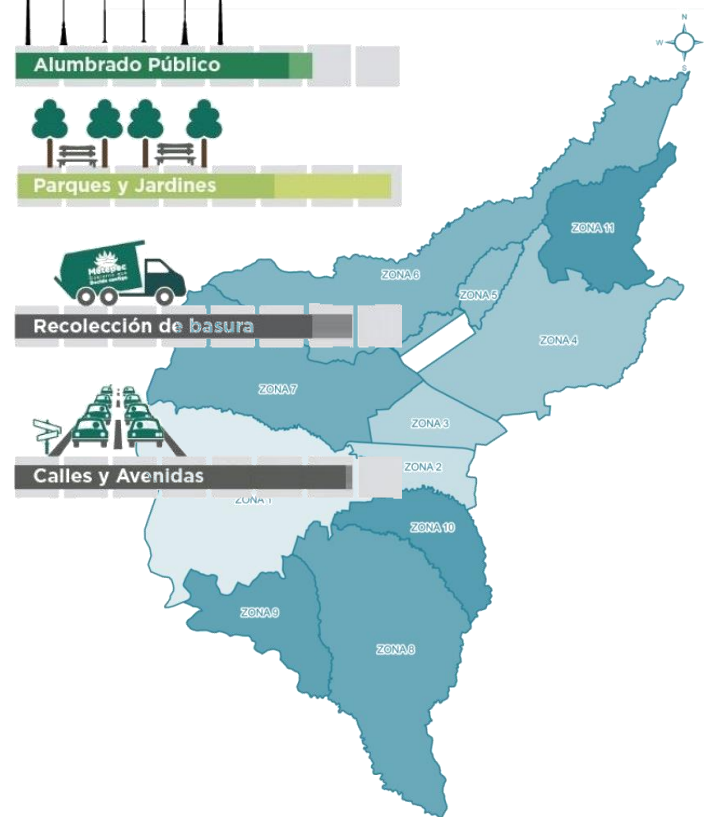 N
W
S
Alumbrado Público
Parques y Jardines
ZONA 11
ZONA 6
ZONA 5
Metepec
Recolección de basura
ZONA 4
ZONA 7
ZONA 3
ZONA 2
Calles y Avenidas
ZONA 1
ZONA 10
ZONA 9
ZONA 8